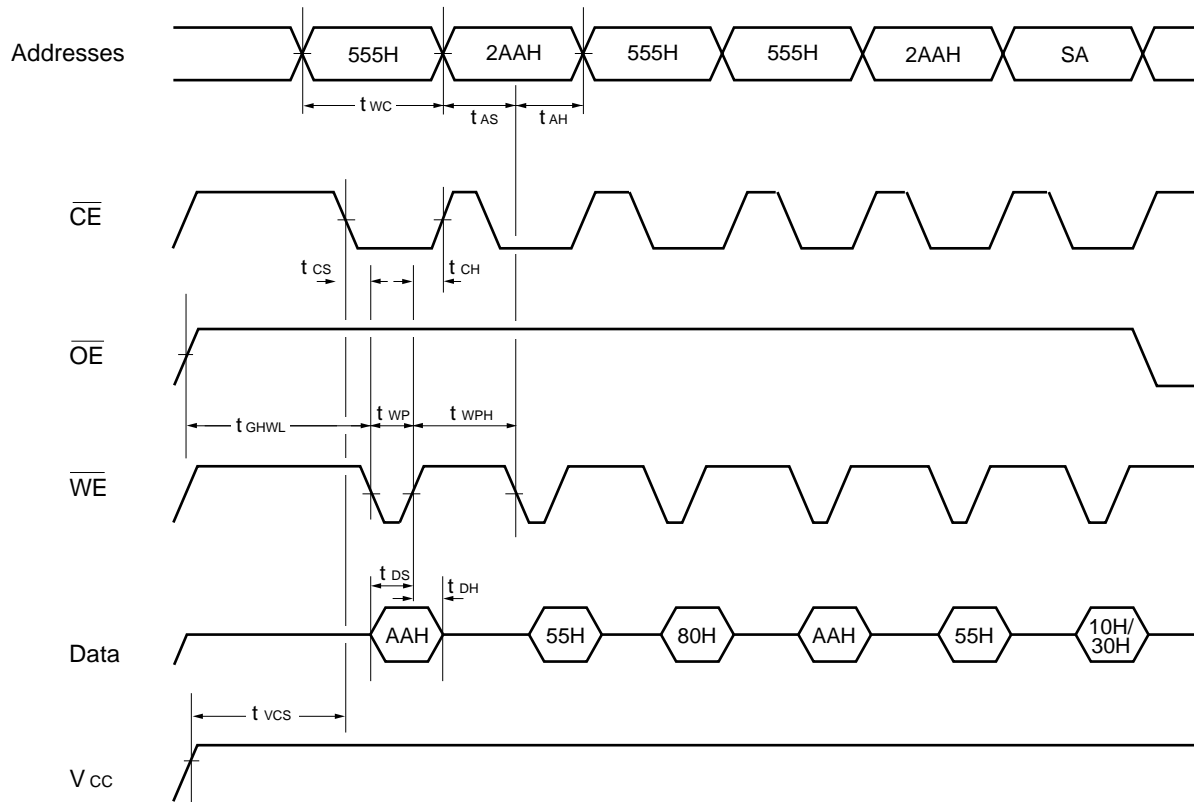 Addresses 555H 2AAH 555H 555H 2AAH SA
t WC t AS t AH
CE
t CS t CH
OE
t GHWL t WP t WPH
WE
t DS t DH
Data AAH 55H 80H AAH 55H 10H/
30H
t VCS
V CC